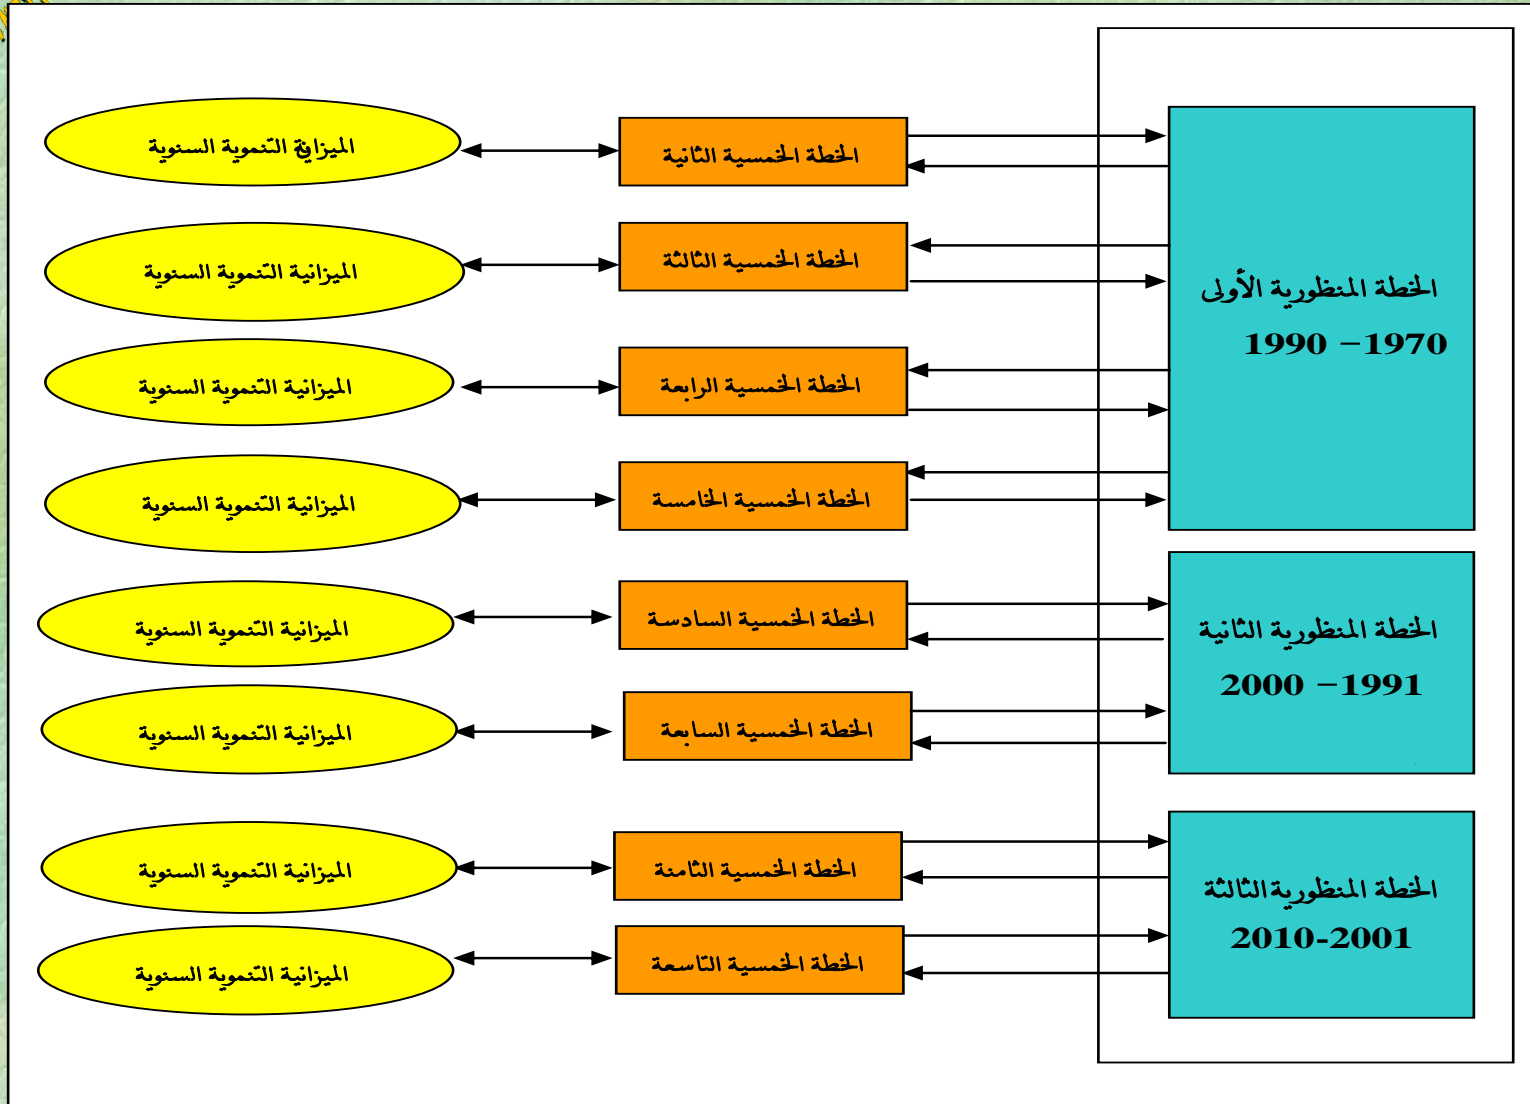 الخطة المنظورية الأولى
1970– 1990
الخطة الخمسية الثانية
الميزانية التنموية السنوية
الخطة الخمسية الثالثة
الميزانية التنموية السنوية
الخطة الخمسية الرابعة
الميزانية التنموية السنوية
الخطة الخمسية الخامسة
الميزانية التنموية السنوية
الخطة المنظورية الثانية
1991– 2000
الخطة الخمسية السادسة
الميزانية التنموية السنوية
الخطة الخمسية السابعة
الميزانية التنموية السنوية
الخطة المنظورية الثالثة
2001-2010
الخطة الخمسية الثامنة
الميزانية التنموية السنوية
الخطة الخمسية التاسعة
الميزانية التنموية السنوية